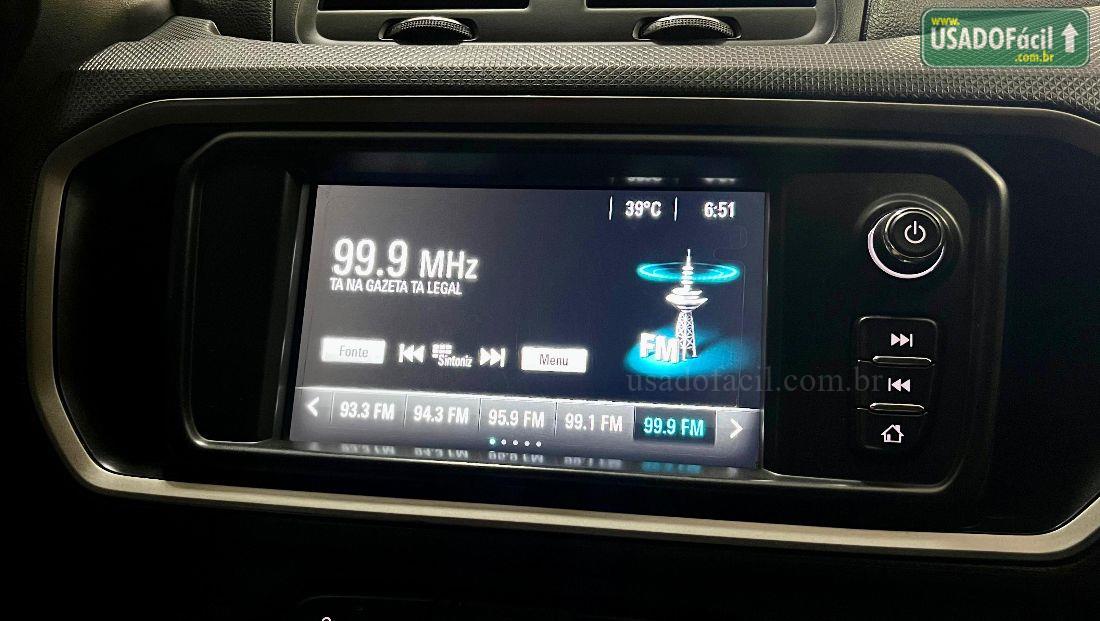 www.
USADOFácil
.com.br
39°C 6:51
99.9 MHz
TA NA GAZETA TA LEGAL
FM
Fonte Sintoniz Menu
usadofacil.com.br
93.3 FM 94.3 FM 95.9 FM 99.1 FM 99.9 FM